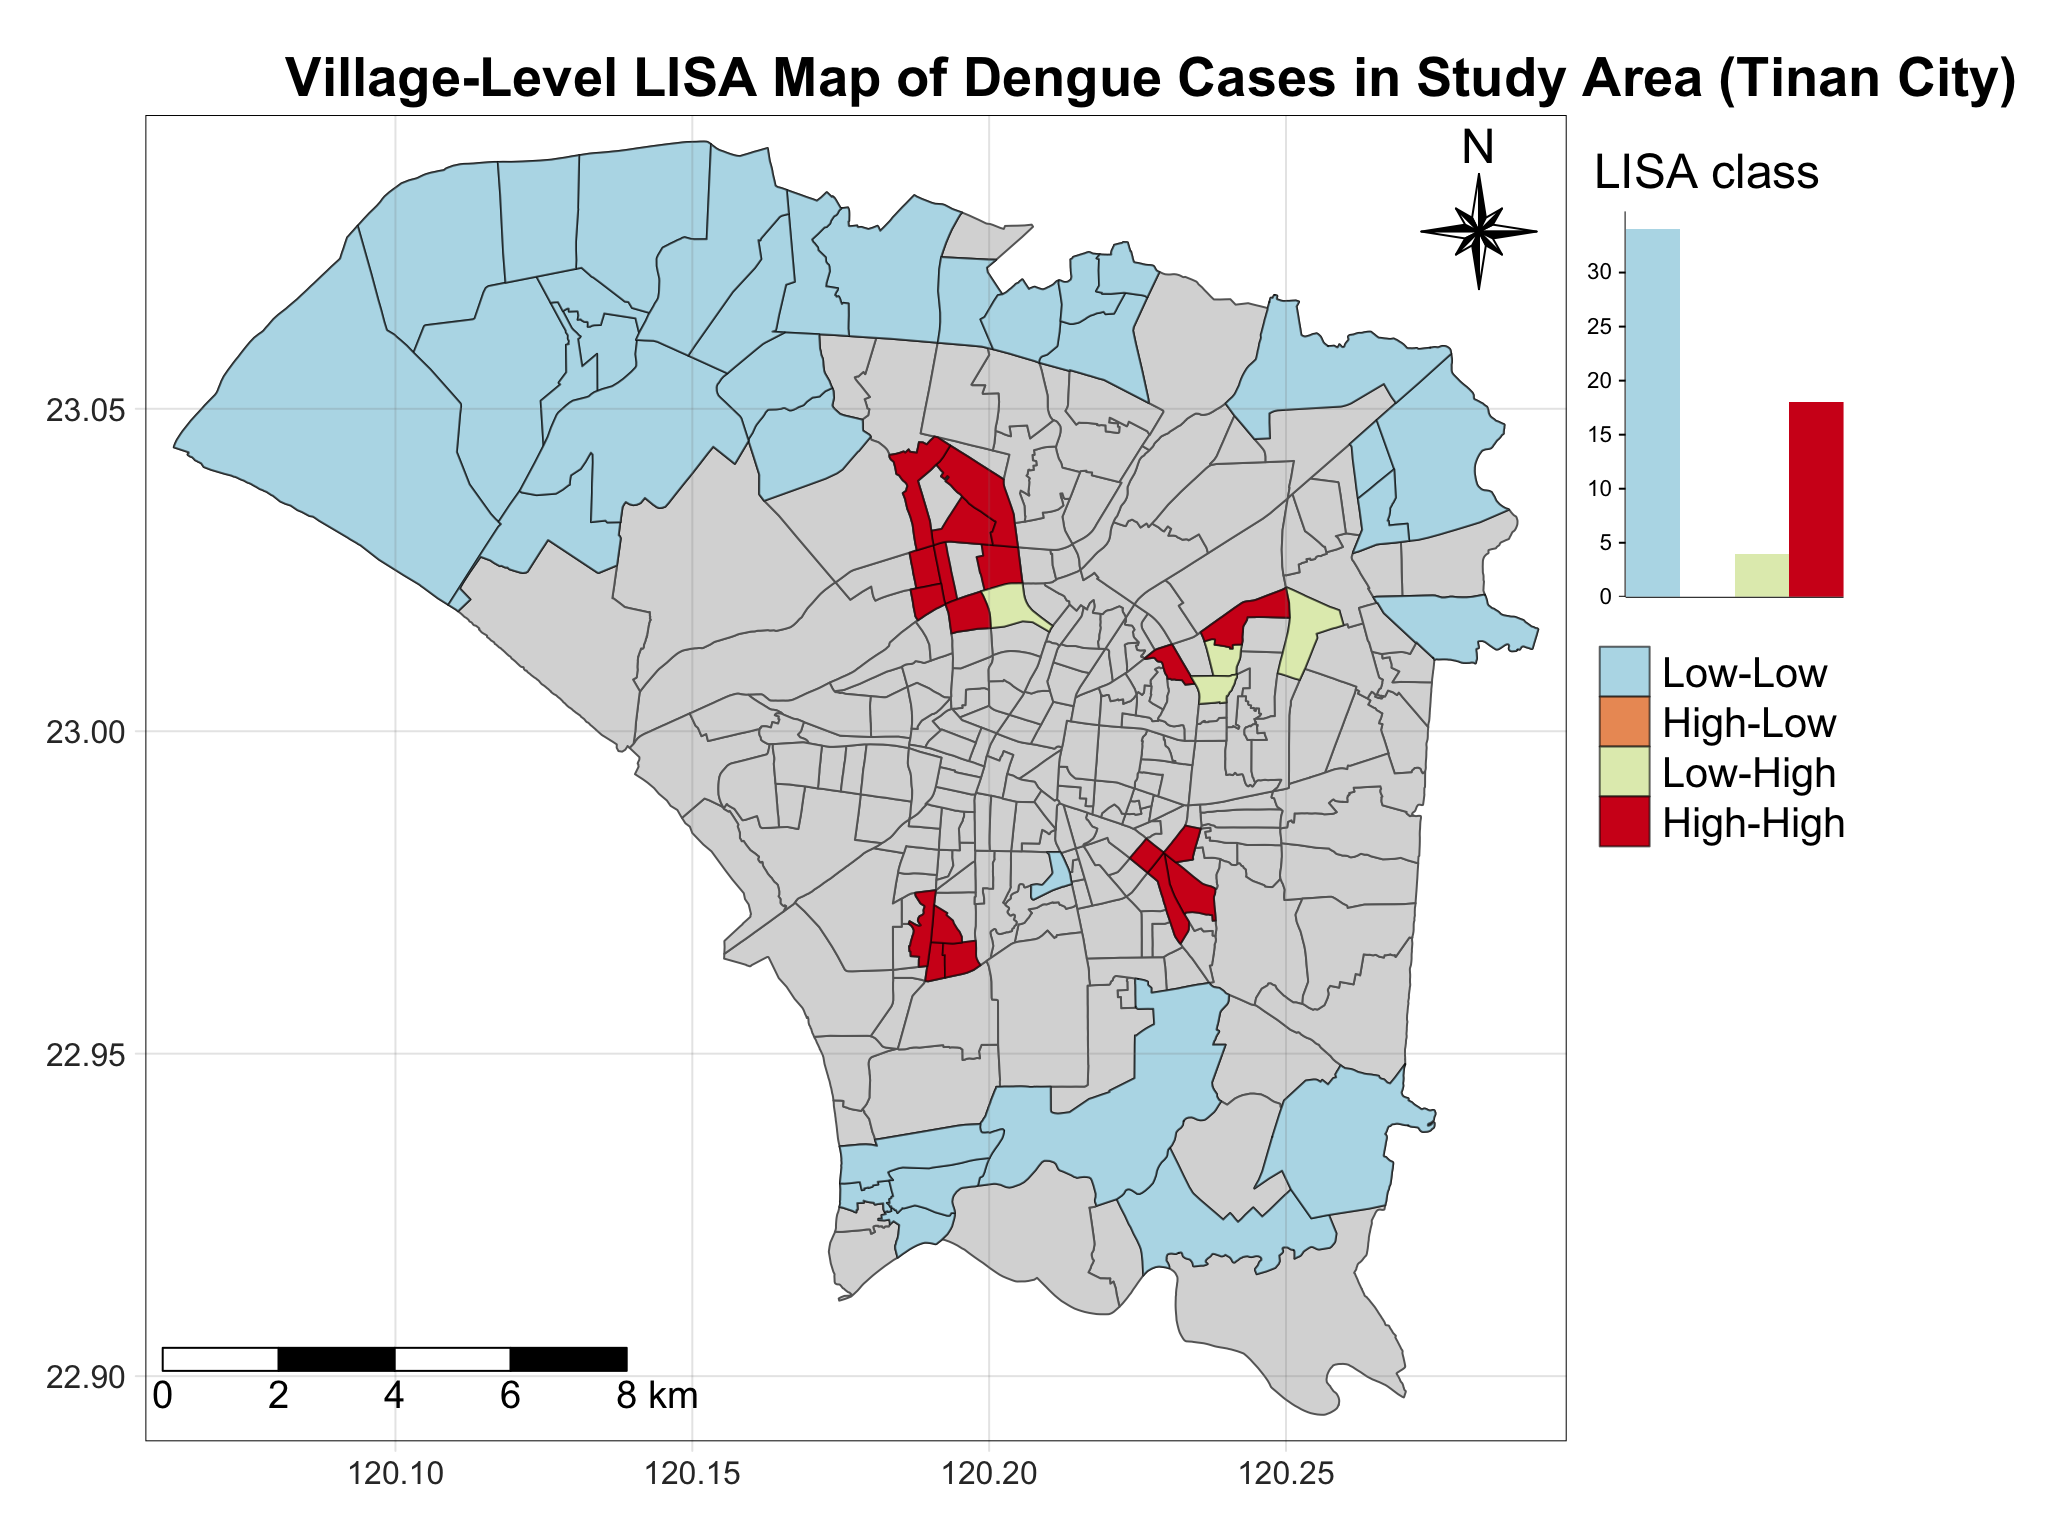 Village-Level LISA Map of Dengue Cases in Study Area (Tinan City)
N
LISA class
30
25
20
15
10
5
0
Low-Low
High-Low
Low-High
High-High
23.05
23.00
22.95
22.90
0 2 4 6 8 km
120.10 120.15 120.20 120.25